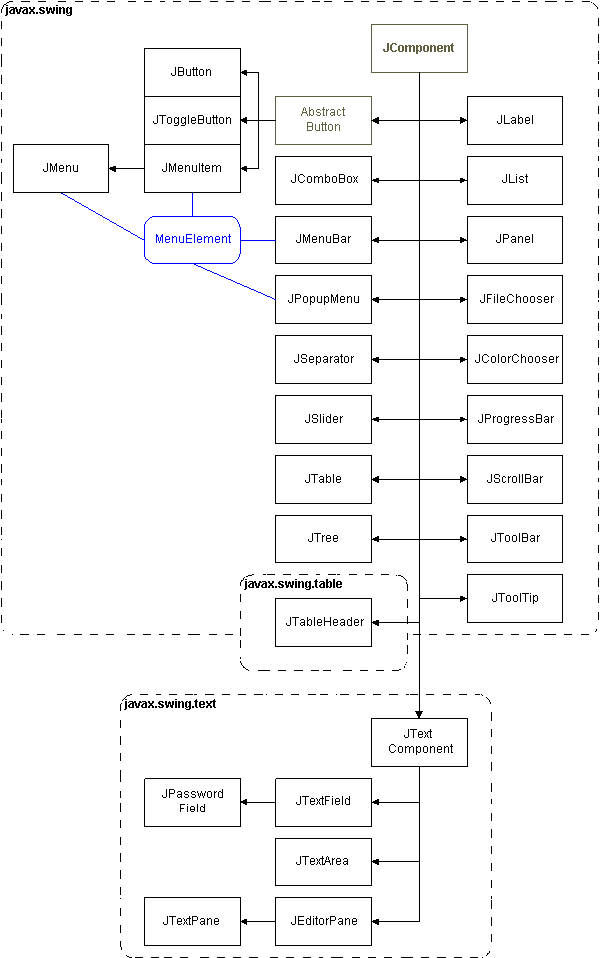 javax.swing
JComponent
JButton
JToggleButton
Abstract
Button
JLabel
JMenu
JMenuItem
JComboBox
JList
MenuElement
JMenuBar
JPanel
JPopupMenu
JFileChooser
JSeparator
JColorChooser
JSlider
JProgressBar
JTable
JScrollBar
JTree
JToolBar
javax.swing.table
JToolTip
JTableHeader
javax.swing.text
JText
Component
JPassword
Field
JTextField
JTextArea
JTextPane
JEditorPane